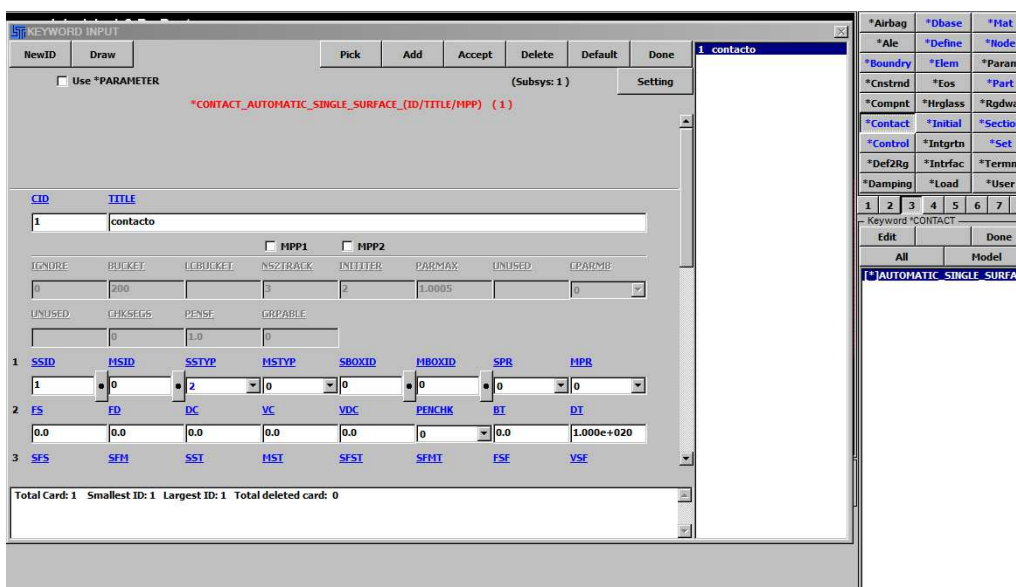 KEYWORD INPUT
NewID Draw Pick Add Accept Delete Default Done
Use *PARAMETER (Subsys: 1 ) Setting
*CONTACT_AUTOMATIC_SINGLE_SURFACE_(ID/TITLE/MPP) (1)
CID TITLE
1 contacto
MPP1 MPP2
IGNORE BUCKET LCBUCKET NS2TRACK INITITER PARMAX UNUSED CPARM8
0 200 3 2 1.0005 0
UNUSED CHKSEGS PENSF GRPABLE
0 1.0 0
1 SSID MSID SSTYP MSTYP SBOXID MBOXID SPR MPR
1 0 2 0 0 0 0 0
2 FS FD DC VC VDC PENCHK BT DT
0.0 0.0 0.0 0.0 0.0 0 0.0 1.000e+020
3 SFS SFM SST MST SFST SFMT FSF VSF
Total Card: 1 Smallest ID: 1 Largest ID: 1 Total deleted card: 0
1 contacto
*Airbag *Dbase *Mat
*Ale *Define *Node
*Boundry *Elem *Param
*Cnstrnd *Eos *Part
*Compnt *Hrglass *Rgdwa
*Contact *Initial *Sectio
*Control *Intgrtn *Set
*Def2Rg *Intrfac *Termn
*Damping *Load *User
1 2 3 4 5 6 7
Keyword *CONTACT
Edit Done
All Model
[*]AUTOMATIC_SINGLE_SURFA